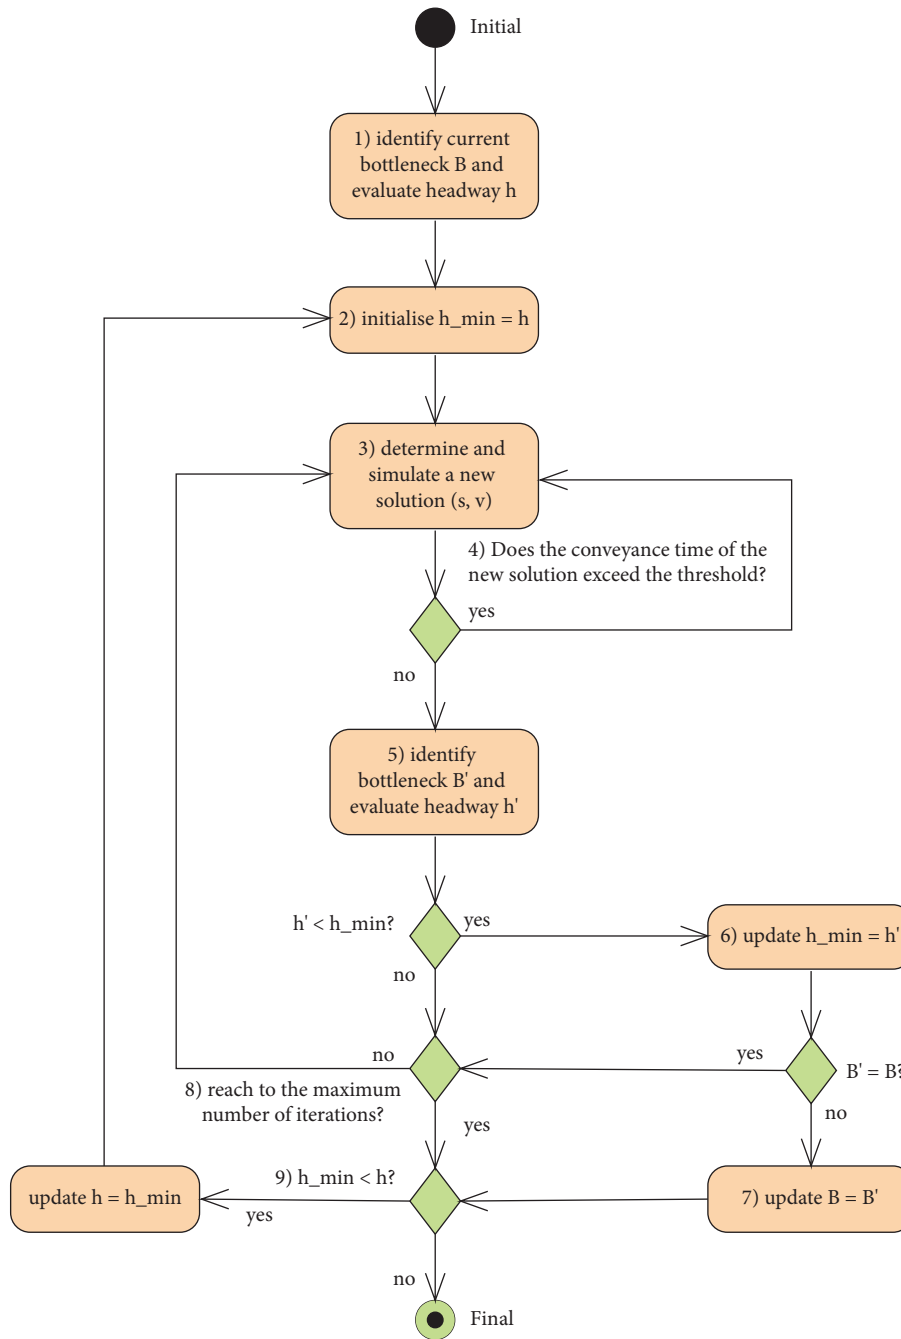 Initial
1) identify current
bottleneck B and
evaluate headway h
2) initialise h_min = h
3) determine and
simulate a new
solution (s, v)
4) Does the conveyance time of the
new solution exceed the threshold?
yes
no
5) identify
bottleneck B' and
evaluate headway h'
h' < h_min?
yes
6) update h_min = h'
no
no
yes
B' = B?
8) reach to the maximum
number of iterations?
no
yes
9) h_min < h?
update h = h_min
yes
7) update B = B'
no
Final